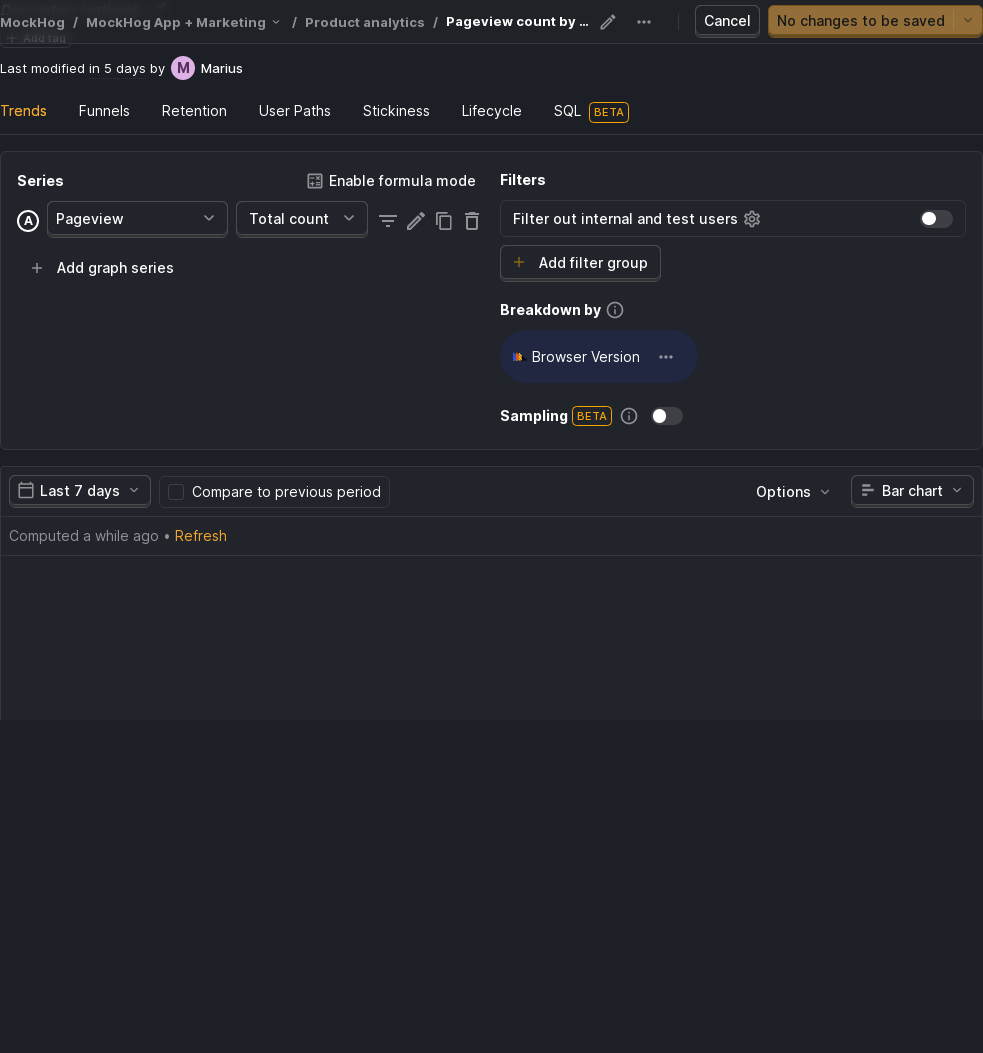 MockHog / MockHog App + Marketing / Product analytics / Pageview count by ... Cancel No changes to be saved
Add tag
Last modified in 5 days by M Marius
Trends Funnels Retention User Paths Stickiness Lifecycle SQL BETA
Series Enable formula mode
A Pageview Total count
Add graph series
Filters
Filter out internal and test users
Add filter group
Breakdown by
Browser Version
Sampling BETA
Last 7 days Compare to previous period Options Bar chart
Computed a while ago • Refresh